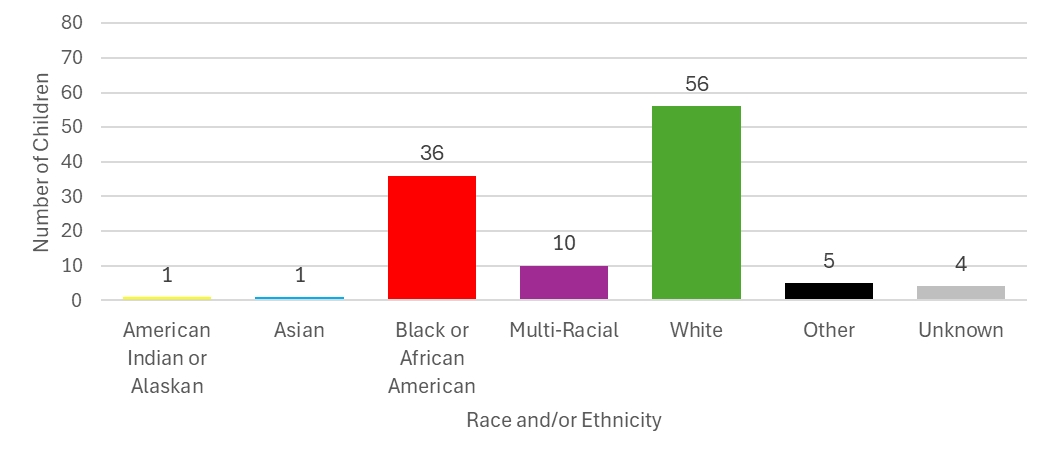 80
70
60
50
40
30
20
10
0
Number of Children
1
1
36
10
56
5
4
American
Indian or
Alaskan
Asian
Black or
African
American
Multi-Racial
White
Other
Unknown
Race and/or Ethnicity